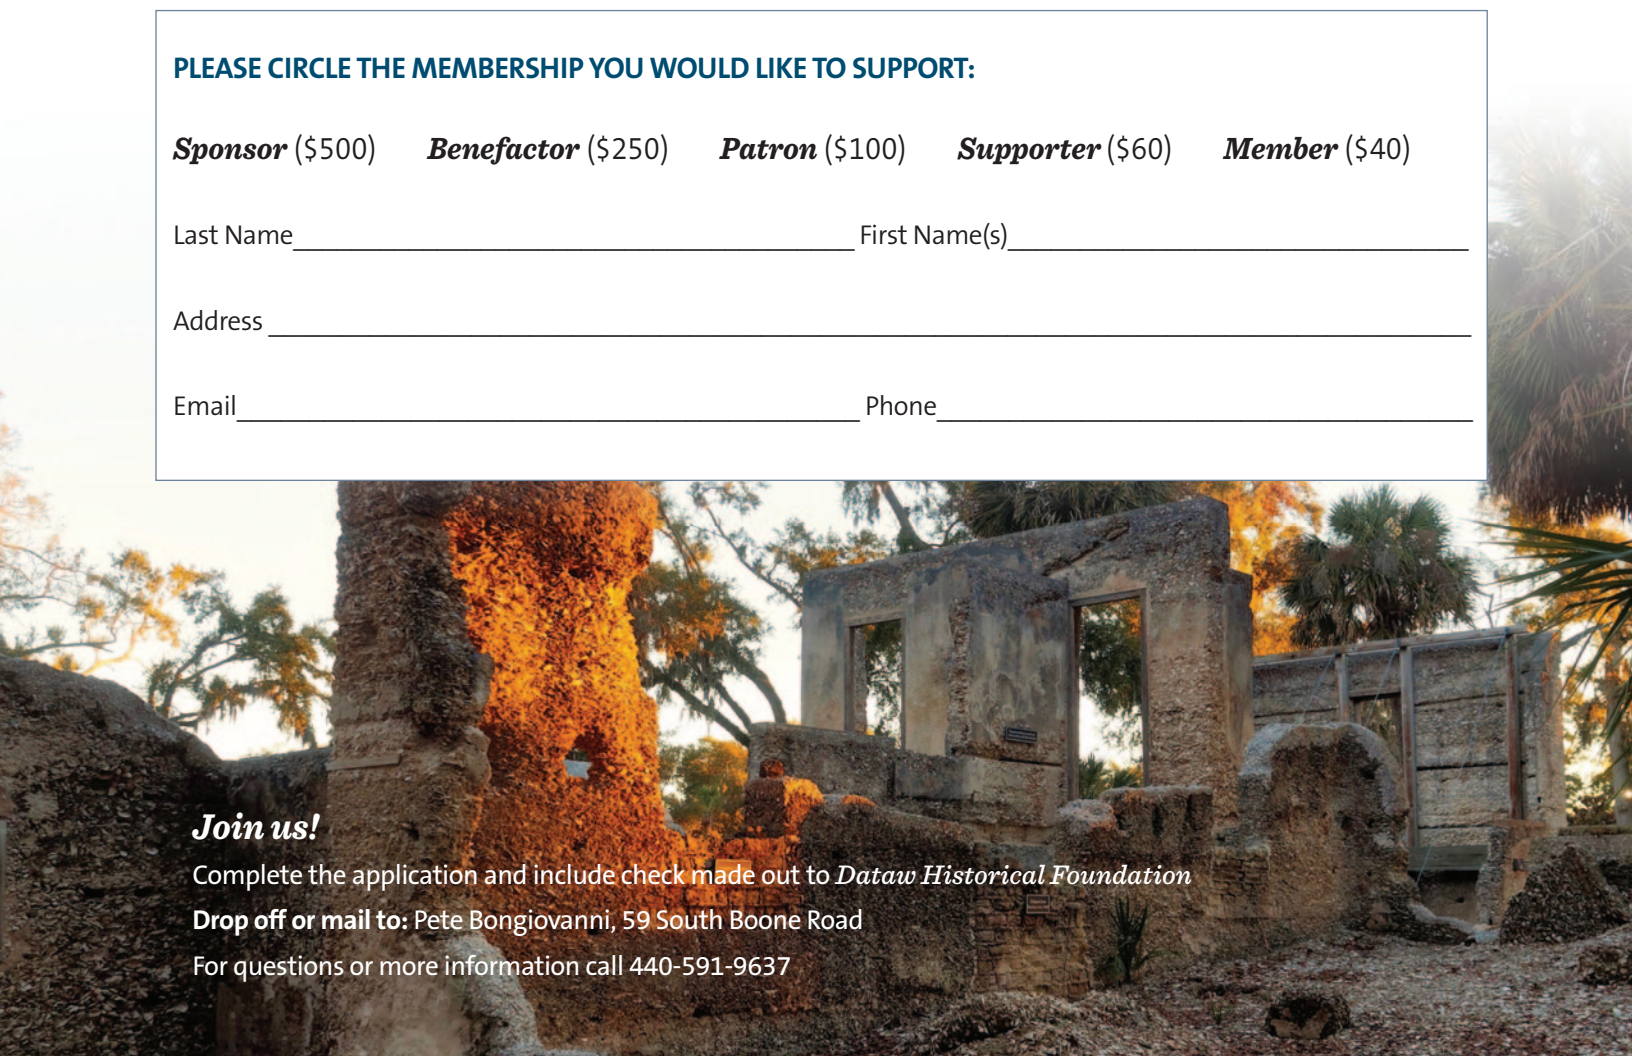 PLEASE CIRCLE THE MEMBERSHIP YOU WOULD LIKE TO SUPPORT:
Sponsor ($500) Benefactor ($250) Patron ($100) Supporter ($60) Member ($40)
Last Name First Name(s)
Address
Email Phone
Join us!
Complete the application and include check made out to Dataw Historical Foundation
Drop off or mail to: Pete Bongiovanni, 59 South Boone Road
For questions or more information call 440-591-9637